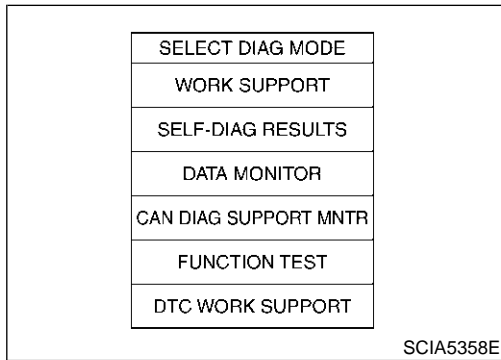 SELECT DIAG MODE
WORK SUPPORT
SELF-DIAG RESULTS
DATA MONITOR
CAN DIAG SUPPORT MNTR
FUNCTION TEST
DTC WORK SUPPORT
SCIA5358E